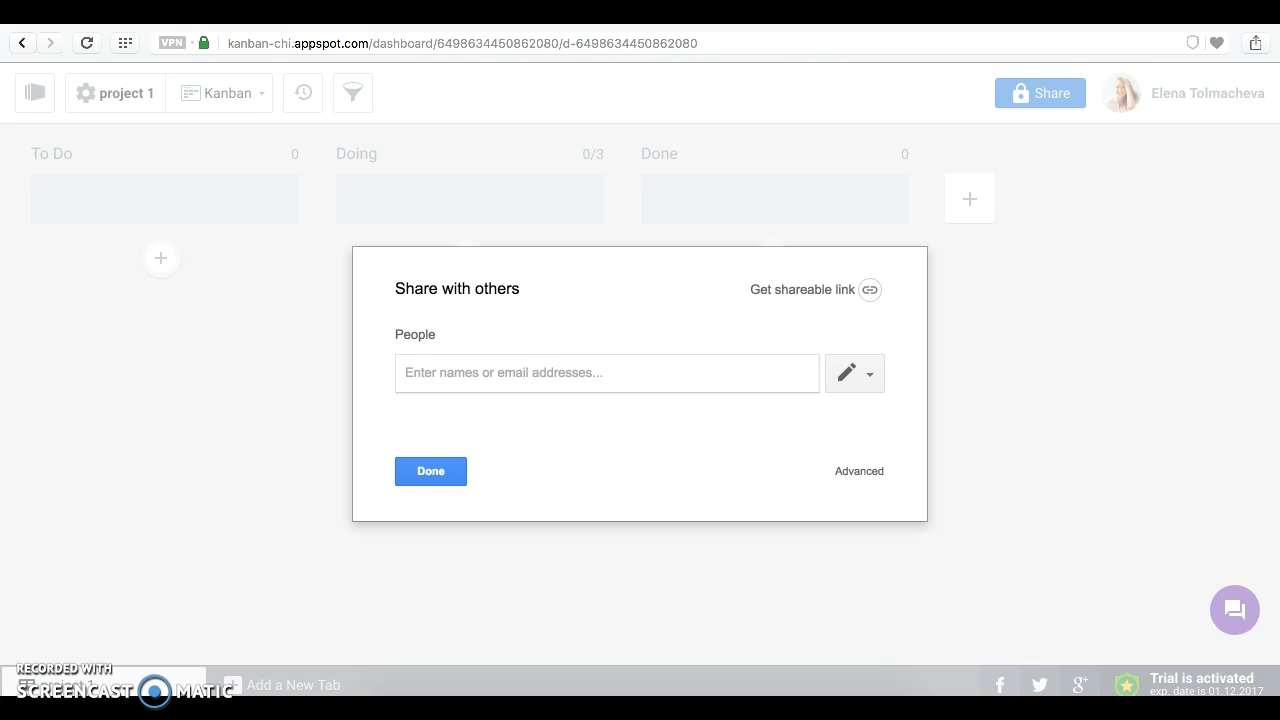 VPN
kanban-chi.appspot.com/dashboard/6498634450862080/d-6498634450862080
project 1
Kanban
Share
Elena Tolmacheva
To Do 0
Doing 0/3
Done 0
Share with others
Get shareable link
People
Enter names or email addresses...
Done
Advanced
RECORDED WITH
SCREENCAST MATIC
Add a New Tab
Trial is activated
exp. date is 01.12.2017